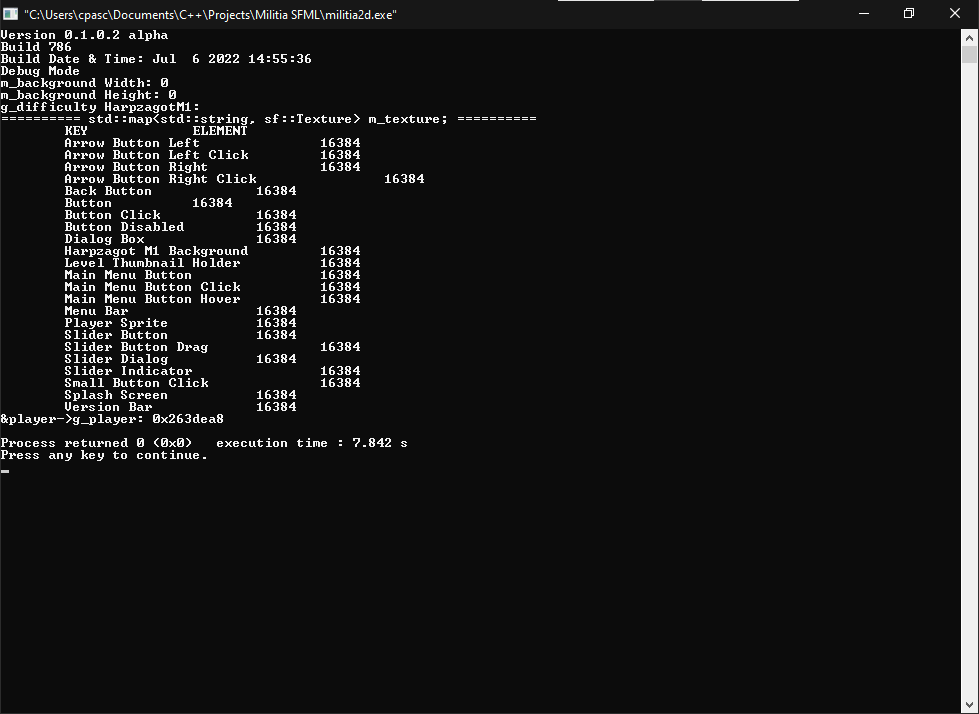 "C:\Users\cpasc\Documents\C++\Projects\Militia SFML\militia2d.exe"
Version 0.1.0.2 alpha
Build 786
Build Date & Time: Jul  6 2022 14:55:36
Debug Mode
m_background Width: 0
m_background Height: 0
g_difficulty HarpzagotM1:
========== std::map<std::string, sf::Texture> m_texture; ==========
KEY ELEMENT
Arrow Button Left 16384
Arrow Button Left Click 16384
Arrow Button Right 16384
Arrow Button Right Click 16384
Back Button 16384
Button 16384
Button Click 16384
Button Disabled 16384
Dialog Box 16384
Harpzagot M1 Background 16384
Level Thumbnail Holder 16384
Main Menu Button 16384
Main Menu Button Click 16384
Main Menu Button Hover 16384
Menu Bar 16384
Player Sprite 16384
Slider Button 16384
Slider Button Drag 16384
Slider Dialog 16384
Slider Indicator 16384
Small Button Click 16384
Splash Screen 16384
Version Bar 16384
&player->g_player: 0x263dea8
Process returned 0 (0x0)   execution time : 7.842 s
Press any key to continue.